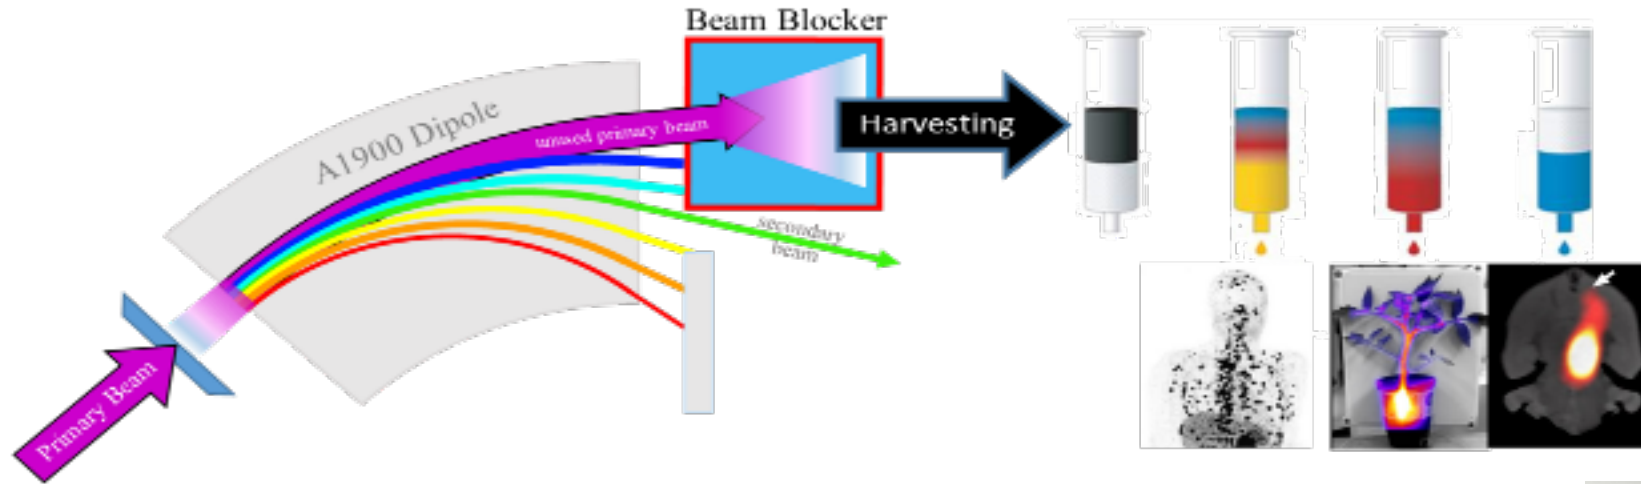 Beam Blocker
A1900 Dipole
unused primary beam
Harvesting
secondary
beam
Primary Beam